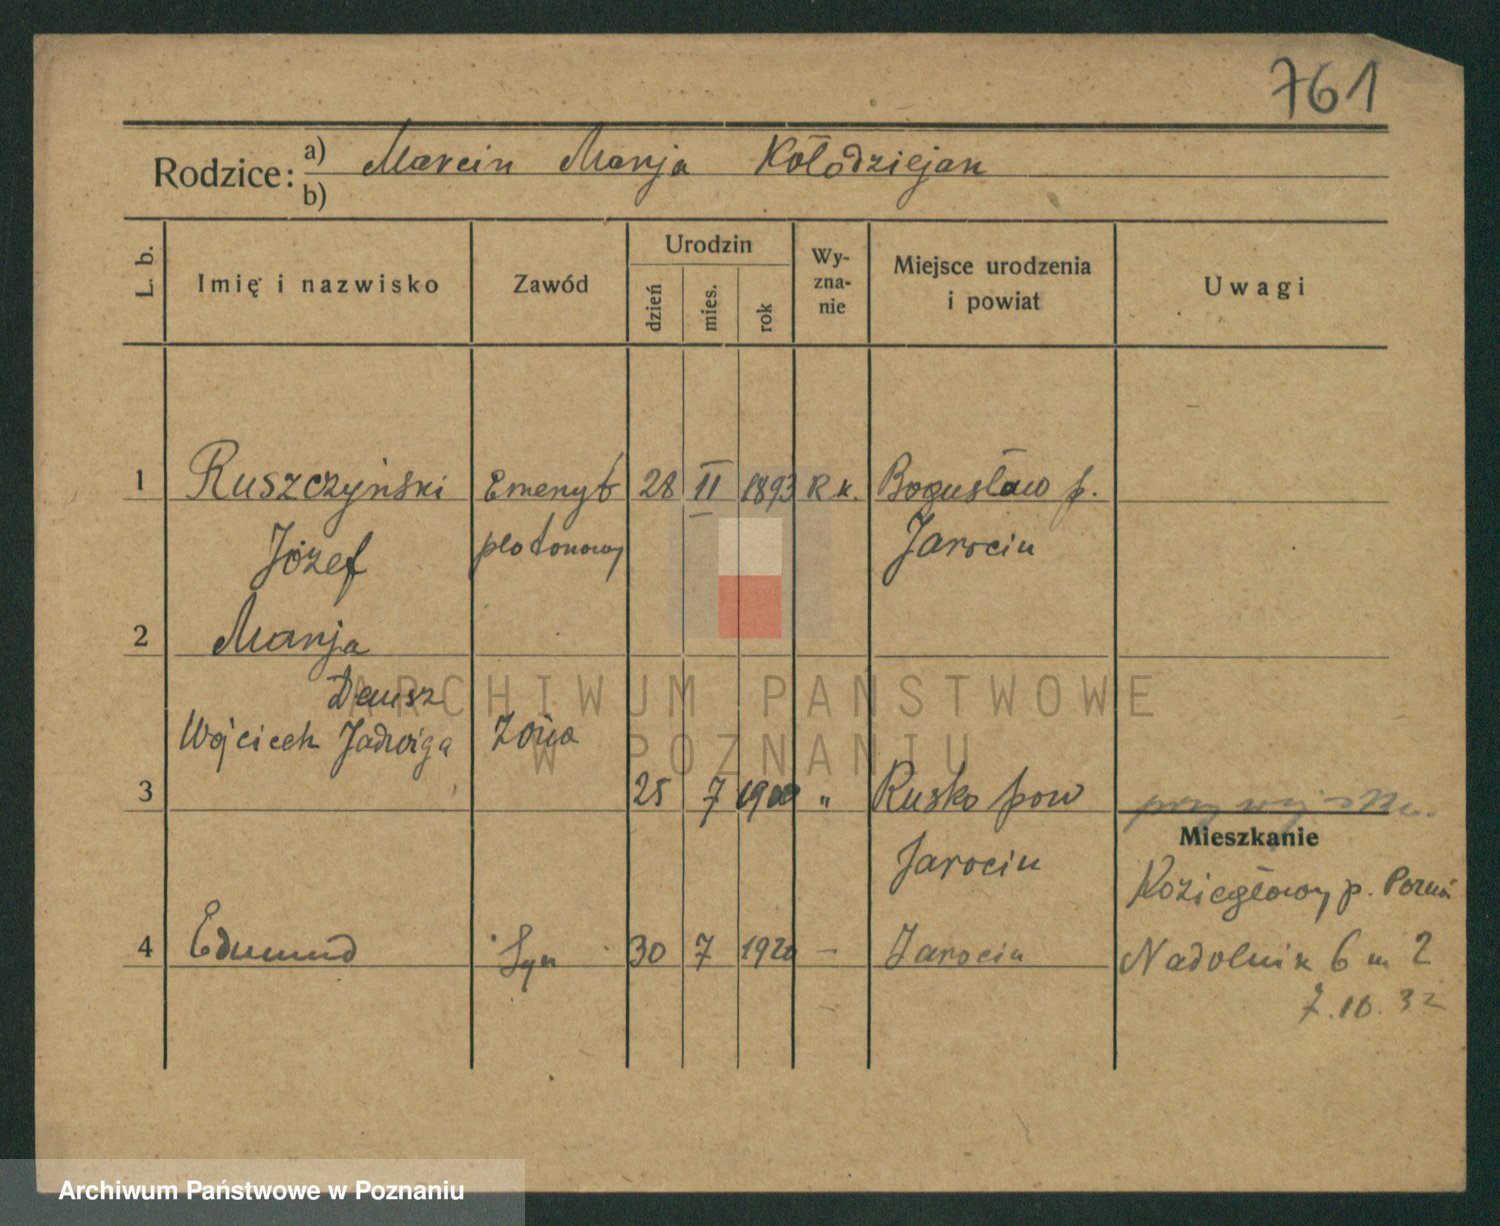 761
Rodzice: a) Marcin Marja Kołodziejak
b)
L. b.
Imię i nazwisko
Zawód
Urodzin
dzień
mies.
rok
Wy-
zna-
nie
Miejsce urodzenia
i powiat
Uwagi
1 Ruszczyński Emeryt 28 II 1893 R k. Bogusław p.
Józef plotonowy Jarocin
2 Marja
Deusz
Wojciech Jadwiga Żona
3 25 7 1900 " Rusko pow
Mieszkanie
Jarocin
Koziegłowy p. Pozna
4 Edmund Syn 30 7 1920 — Jarocin Nadolnik 6 m 2
7.10.32
ARCHIWUM PAŃSTWOWE
W POZNANIU
Archiwum Państwowe w Poznaniu